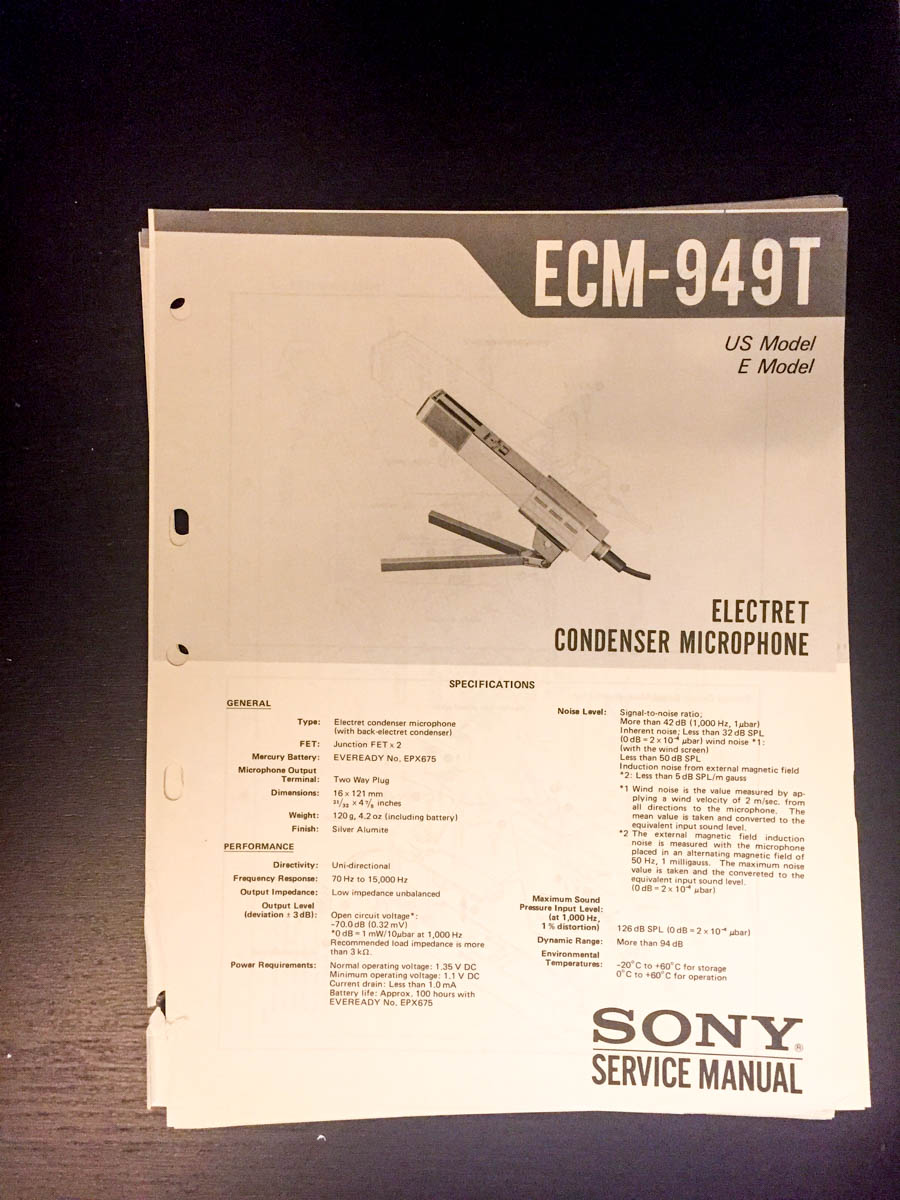 ECM-949T
US Model
E Model
ELECTRET
CONDENSER MICROPHONE
SPECIFICATIONS
GENERAL
Type: Electret condenser microphone
(with back-electret condenser)
FET: Junction FET x 2
Mercury Battery: EVEREADY No. EPX675
Microphone Output
Terminal: Two Way Plug
Dimensions: 16 x 121 mm
21/32 x 4 7/8 inches
Weight: 120 g, 4.2 oz (including battery)
Finish: Silver Alumite
PERFORMANCE
Directivity: Uni-directional
Frequency Response: 70 Hz to 15,000 Hz
Output Impedance: Low impedance unbalanced
Output Level
(deviation ± 3 dB): Open circuit voltage*:
-70.0 dB (0.32 mV)
*0 dB = 1 mW/10μbar at 1,000 Hz
Recommended load impedance is more
than 3 kΩ.
Power Requirements: Normal operating voltage: 1.35 V DC
Minimum operating voltage: 1.1 V DC
Current drain: Less than 1.0 mA
Battery life: Approx. 100 hours with
EVEREADY No. EPX675
Noise Level: Signal-to-noise ratio;
More than 42 dB (1,000 Hz, 1μbar)
Inherent noise; Less than 32 dB SPL
(0 dB = 2 x 10⁻⁴ μbar) wind noise *1:
(with the wind screen)
Less than 50 dB SPL
Induction noise from external magnetic field
*2: Less than 5 dB SPL/m gauss
*1 Wind noise is the value measured by ap-
plying a wind velocity of 2 m/sec. from
all directions to the microphone. The
mean value is taken and converted to the
equivalent input sound level.
*2 The external magnetic field induction
noise is measured with the microphone
placed in an alternating magnetic field of
50 Hz, 1 milligauss. The maximum noise
value is taken and the convereted to the
equivalent input sound level.
(0 dB = 2 x 10⁻⁴ μbar)
Maximum Sound
Pressure Input Level:
(at 1,000 Hz,
1 % distortion) 126 dB SPL (0 dB = 2 x 10⁻⁴ μbar)
Dynamic Range: More than 94 dB
Environmental
Temperatures: -20°C to +60°C for storage
0°C to +60°C for operation
SONY®
SERVICE MANUAL